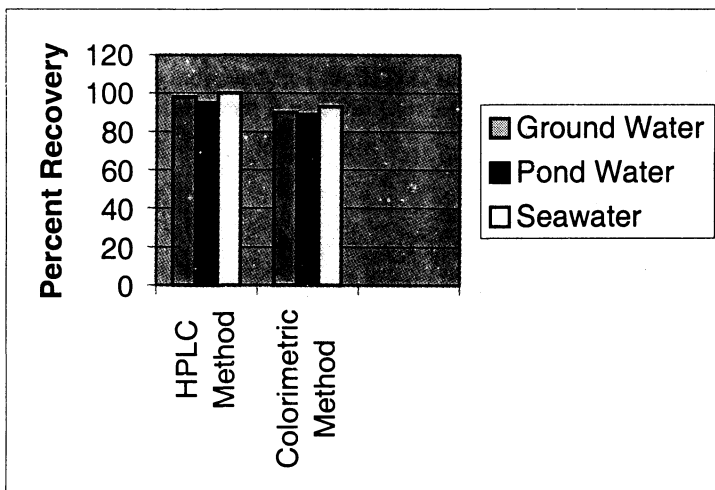 Percent Recovery
120
100
80
60
40
20
0
HPLC
Method
Colorimetric
Method
Ground Water
Pond Water
Seawater